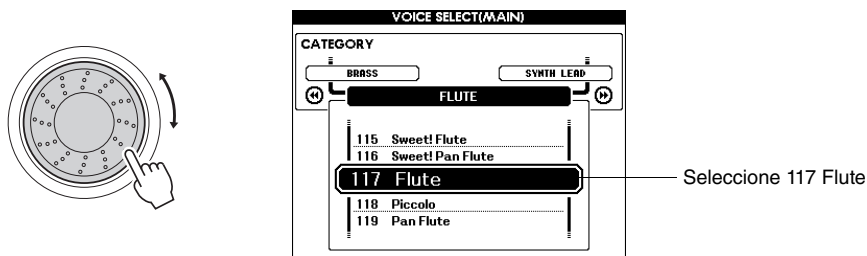 VOICE SELECT(MAIN)
CATEGORY
BRASS
SYNTH LEAD
FLUTE
115 Sweet! Flute
116 Sweet! Pan Flute
117 Flute
118 Piccolo
119 Pan Flute
Seleccione 117 Flute